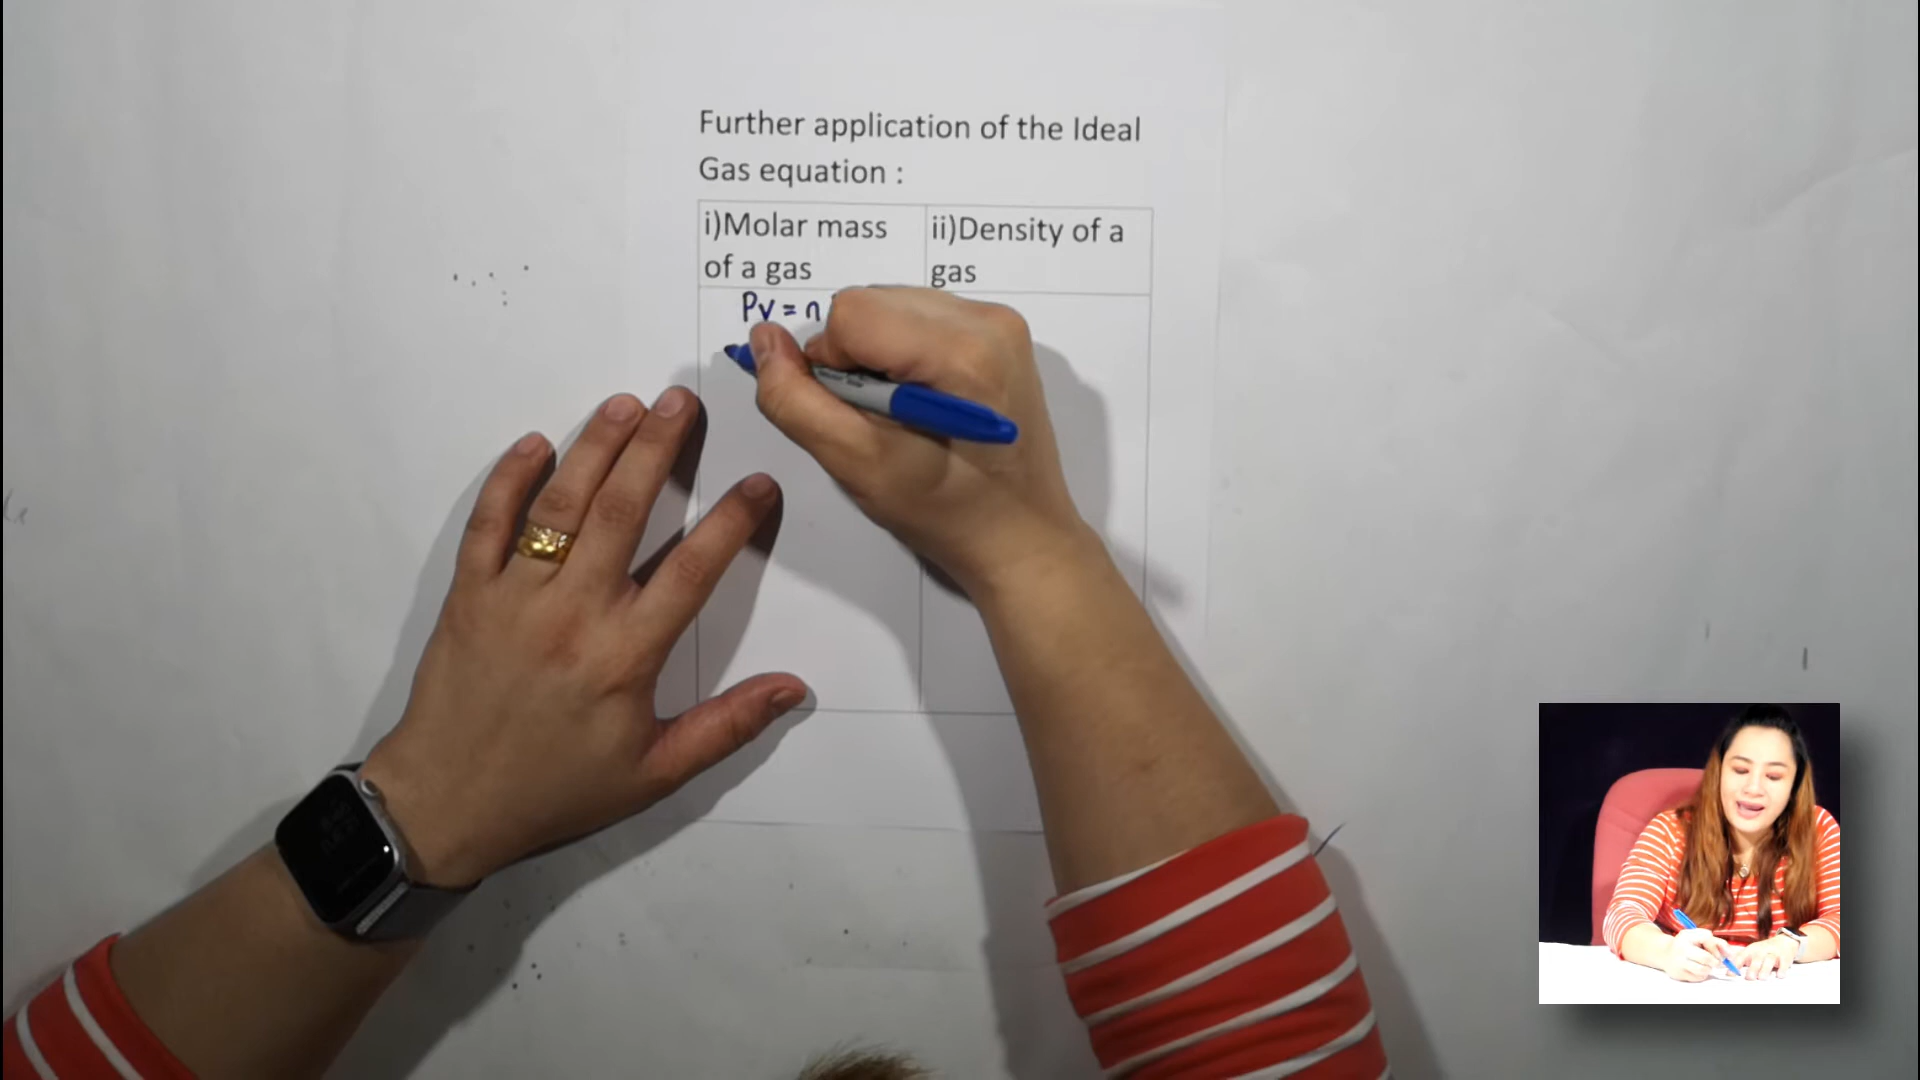 Further application of the Ideal
Gas equation :
i)Molar mass
of a gas
ii)Density of a
gas
Pv = n